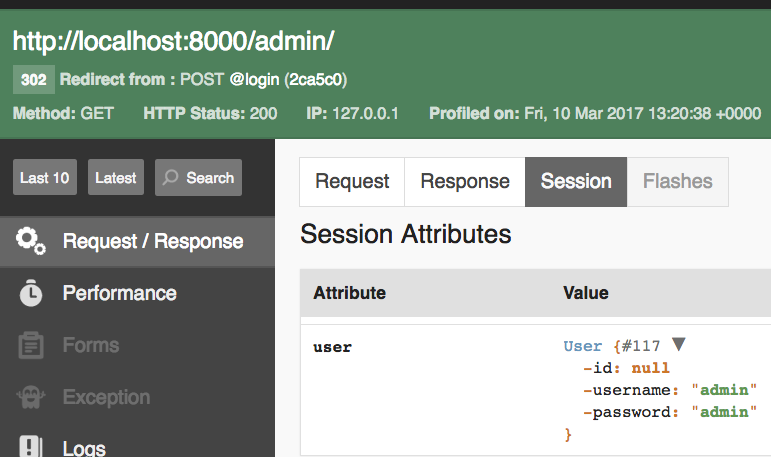 http://localhost:8000/admin/
302 Redirect from : POST @login (2ca5c0)
Method: GET HTTP Status: 200 IP: 127.0.0.1 Profiled on: Fri, 10 Mar 2017 13:20:38 +0000
Last 10 Latest Search
Request / Response
Performance
Forms
Exception
Logs
Request Response Session Flashes
Session Attributes
Attribute Value
user User {#117 ▼
-id: null
-username: "admin"
-password: "admin"
}